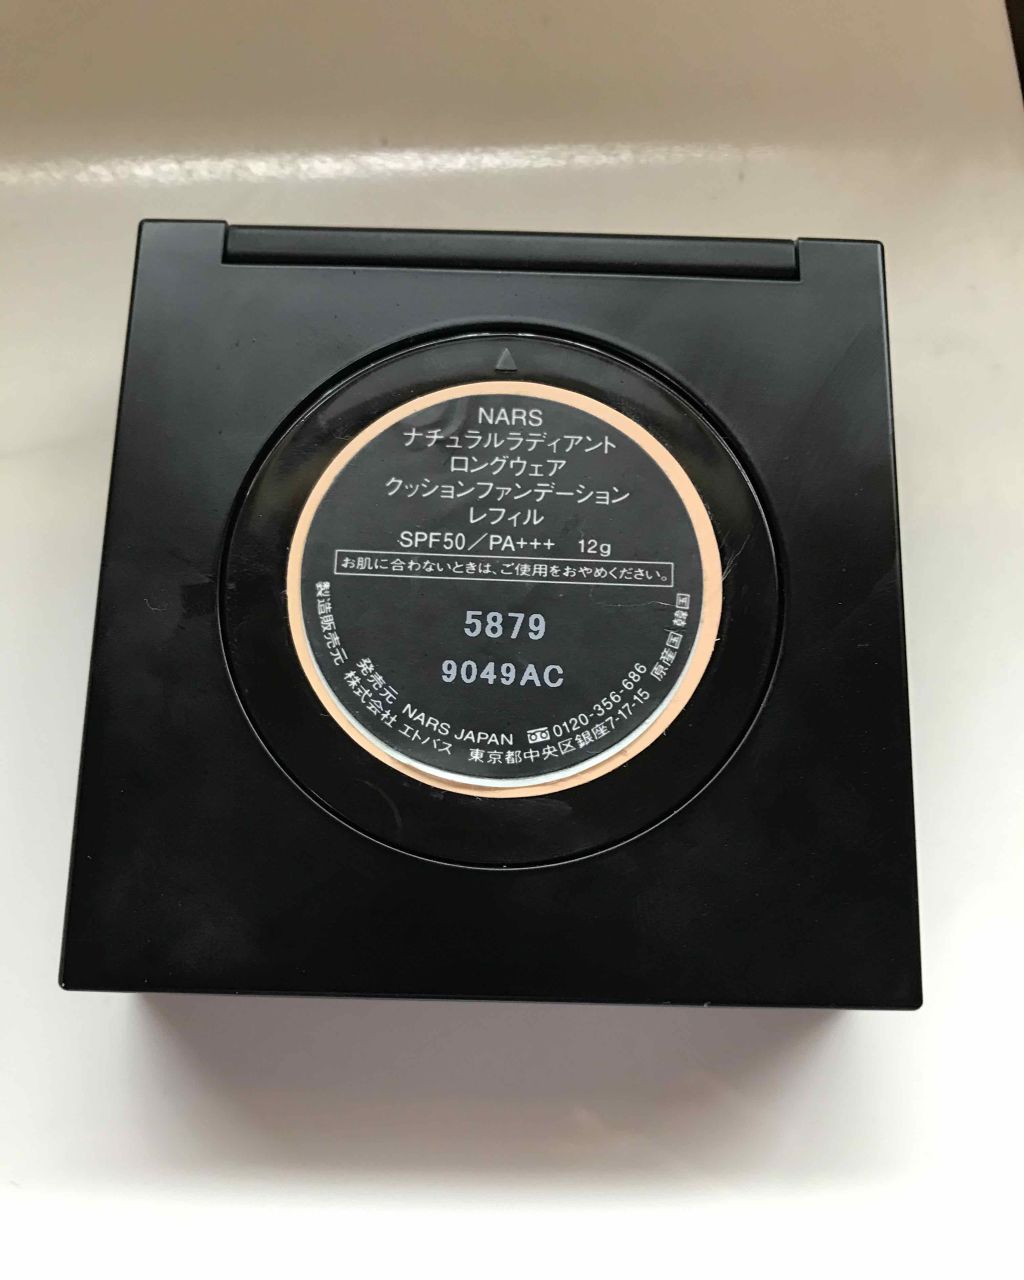 NARS
ナチュラルラディアント
ロングウェア
クッションファンデーション
レフィル
SPF50／PA+++ 12g
お肌に合わないときは、ご使用をおやめください。
5879
9049AC
発売元 NARS JAPAN 0120-356-686
製造販売元 株式会社 エトバス 東京都中央区銀座7-17-15 原産国 韓国